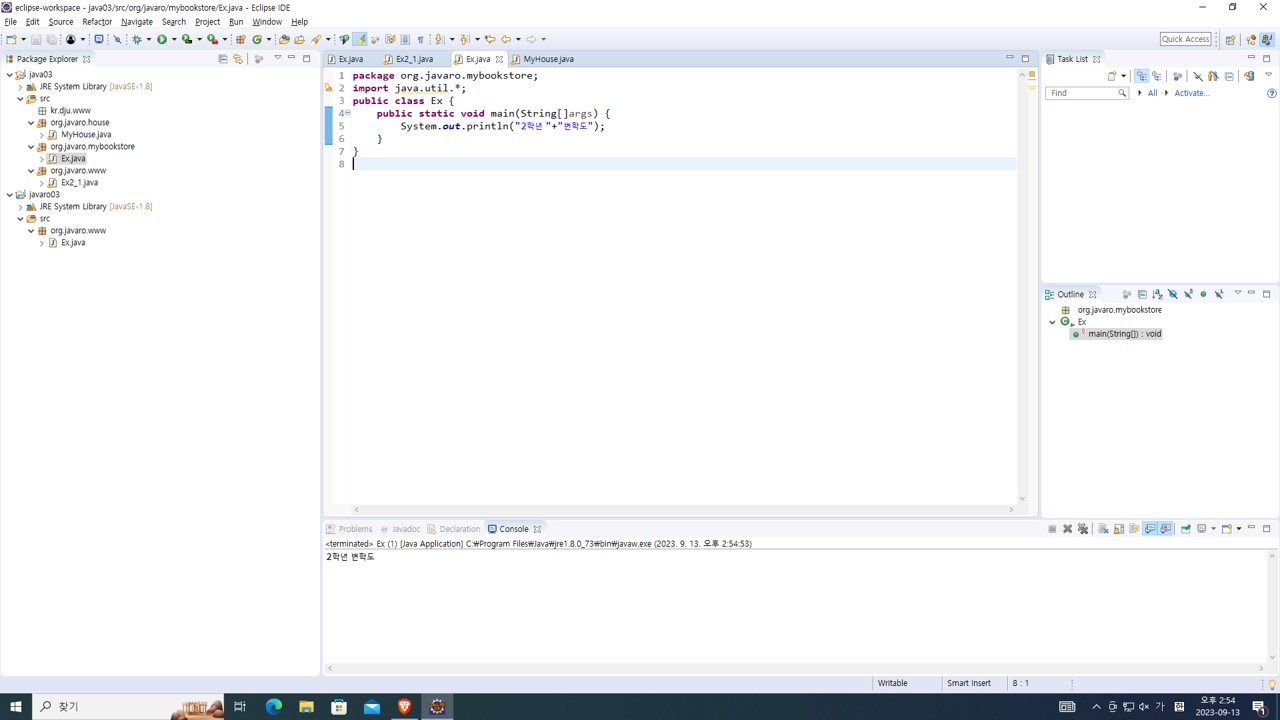 eclipse-workspace - java03/src/org/javaro/mybookstore/Ex.java - Eclipse IDE
File Edit Source Refactor Navigate Search Project Run Window Help
Quick Access
Package Explorer
java03
JRE System Library [JavaSE-1.8]
src
kr.dju.www
org.javaro.house
MyHouse.java
org.javaro.mybookstore
Ex.java
org.javaro.www
Ex2_1.java
javaro03
JRE System Library [JavaSE-1.8]
src
org.javaro.www
Ex.java
Ex.java Ex2_1.java Ex.java MyHouse.java
1 package org.javaro.mybookstore;
2 import java.util.*;
3 public class Ex {
4 public static void main(String[]args) {
5 System.out.println("2학년 "+"변학도");
6 }
7 }
8
Task List
Find All Activate...
Outline
org.javaro.mybookstore
Ex
main(String[]) : void
Problems Javadoc Declaration Console
<terminated> Ex (1) [Java Application] C:₩Program Files₩Java₩jre1.8.0_73₩bin₩javaw.exe (2023. 9. 13. 오후 2:54:53)
2학년 변학도
Writable Smart Insert 8 : 1
찾기
가
오후 2:54
2023-09-13
1